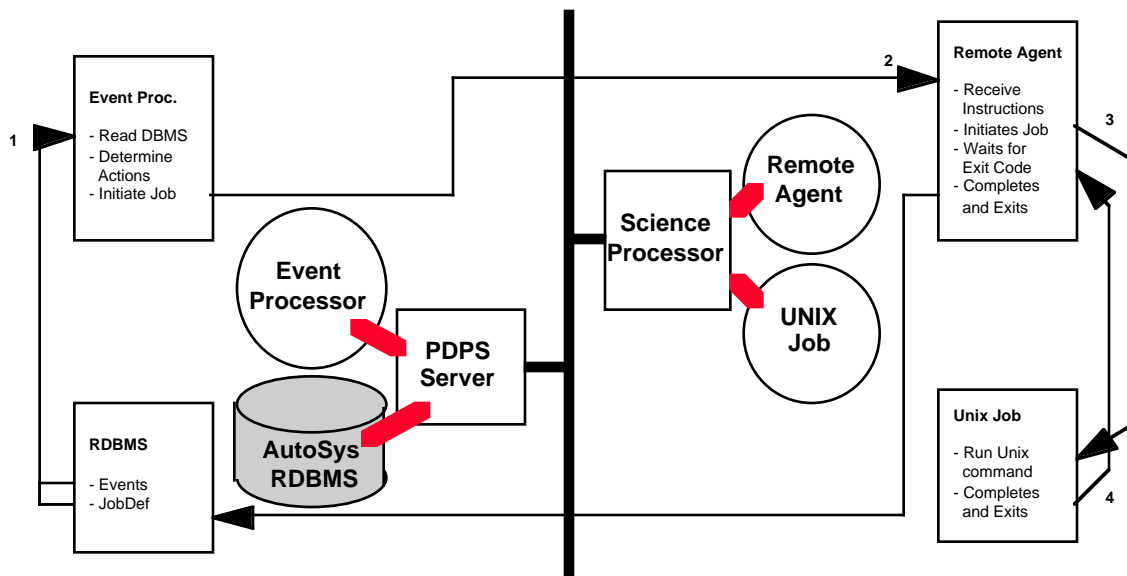 1
Event Proc.
- Read DBMS
- Determine
Actions
- Initiate Job
RDBMS
- Events
- JobDef
Event
Processor
PDPS
Server
AutoSys
RDBMS
Science
Processor
Remote
Agent
UNIX
Job
2
Remote Agent
- Receive
Instructions
- Initiates Job
- Waits for
Exit Code
- Completes
and Exits
3
Unix Job
- Run Unix
command
- Completes
and Exits
4